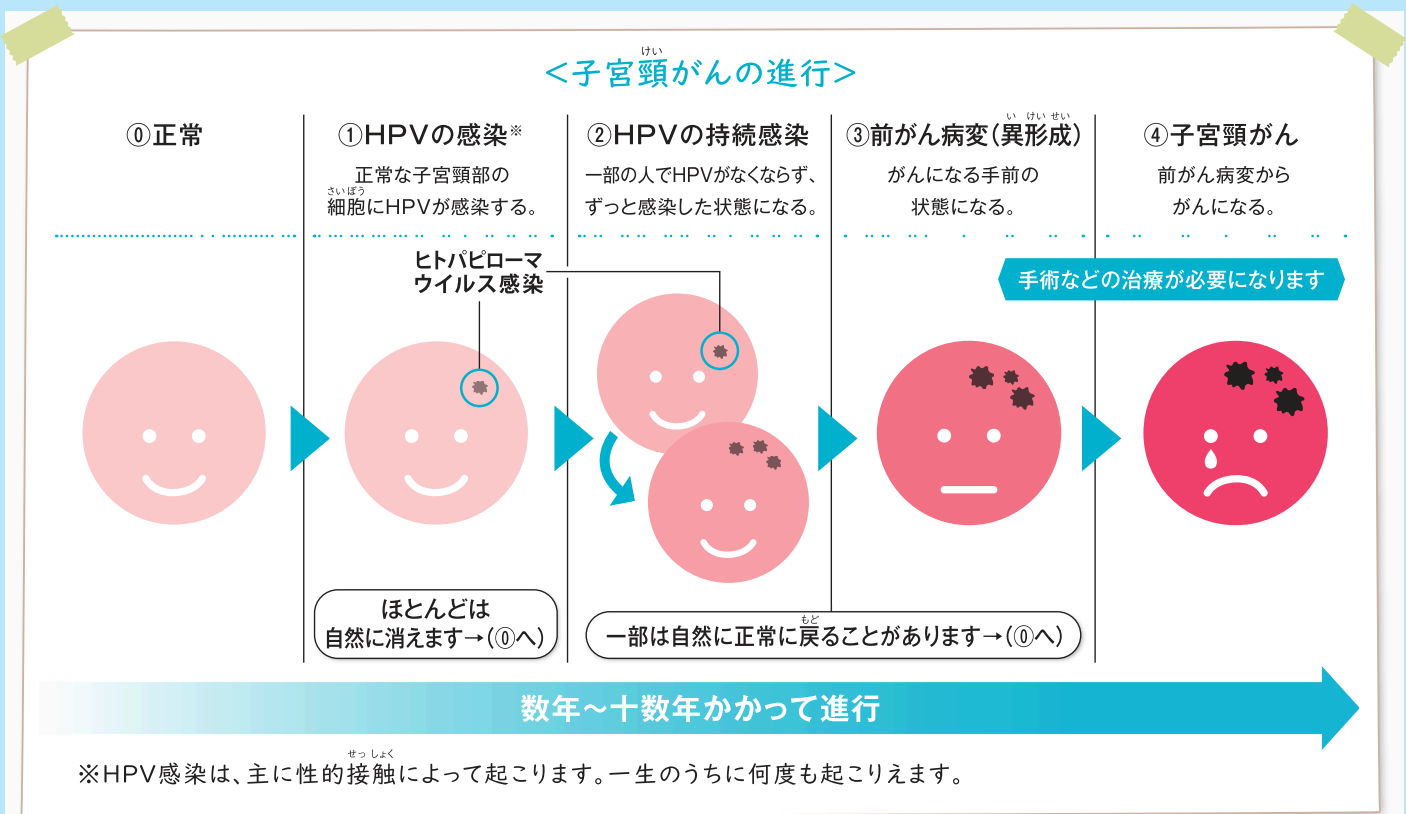 <子宮頸がんの進行>
けい
⓪正常
①HPVの感染※
正常な子宮頸部の
さいぼう
細胞にHPVが感染する。
②HPVの持続感染
一部の人でHPVがなくならず、
ずっと感染した状態になる。
い けい せい
③前がん病変(異形成)
がんになる手前の
状態になる。
④子宮頸がん
前がん病変から
がんになる。
ヒトパピローマ
ウイルス感染
手術などの治療が必要になります
ほとんどは
自然に消えます→(⓪へ)
もど
一部は自然に正常に戻ることがあります→(⓪へ)
数年〜十数年かかって進行
せっ しょく
※HPV感染は、主に性的接触によって起こります。一生のうちに何度も起こりえます。